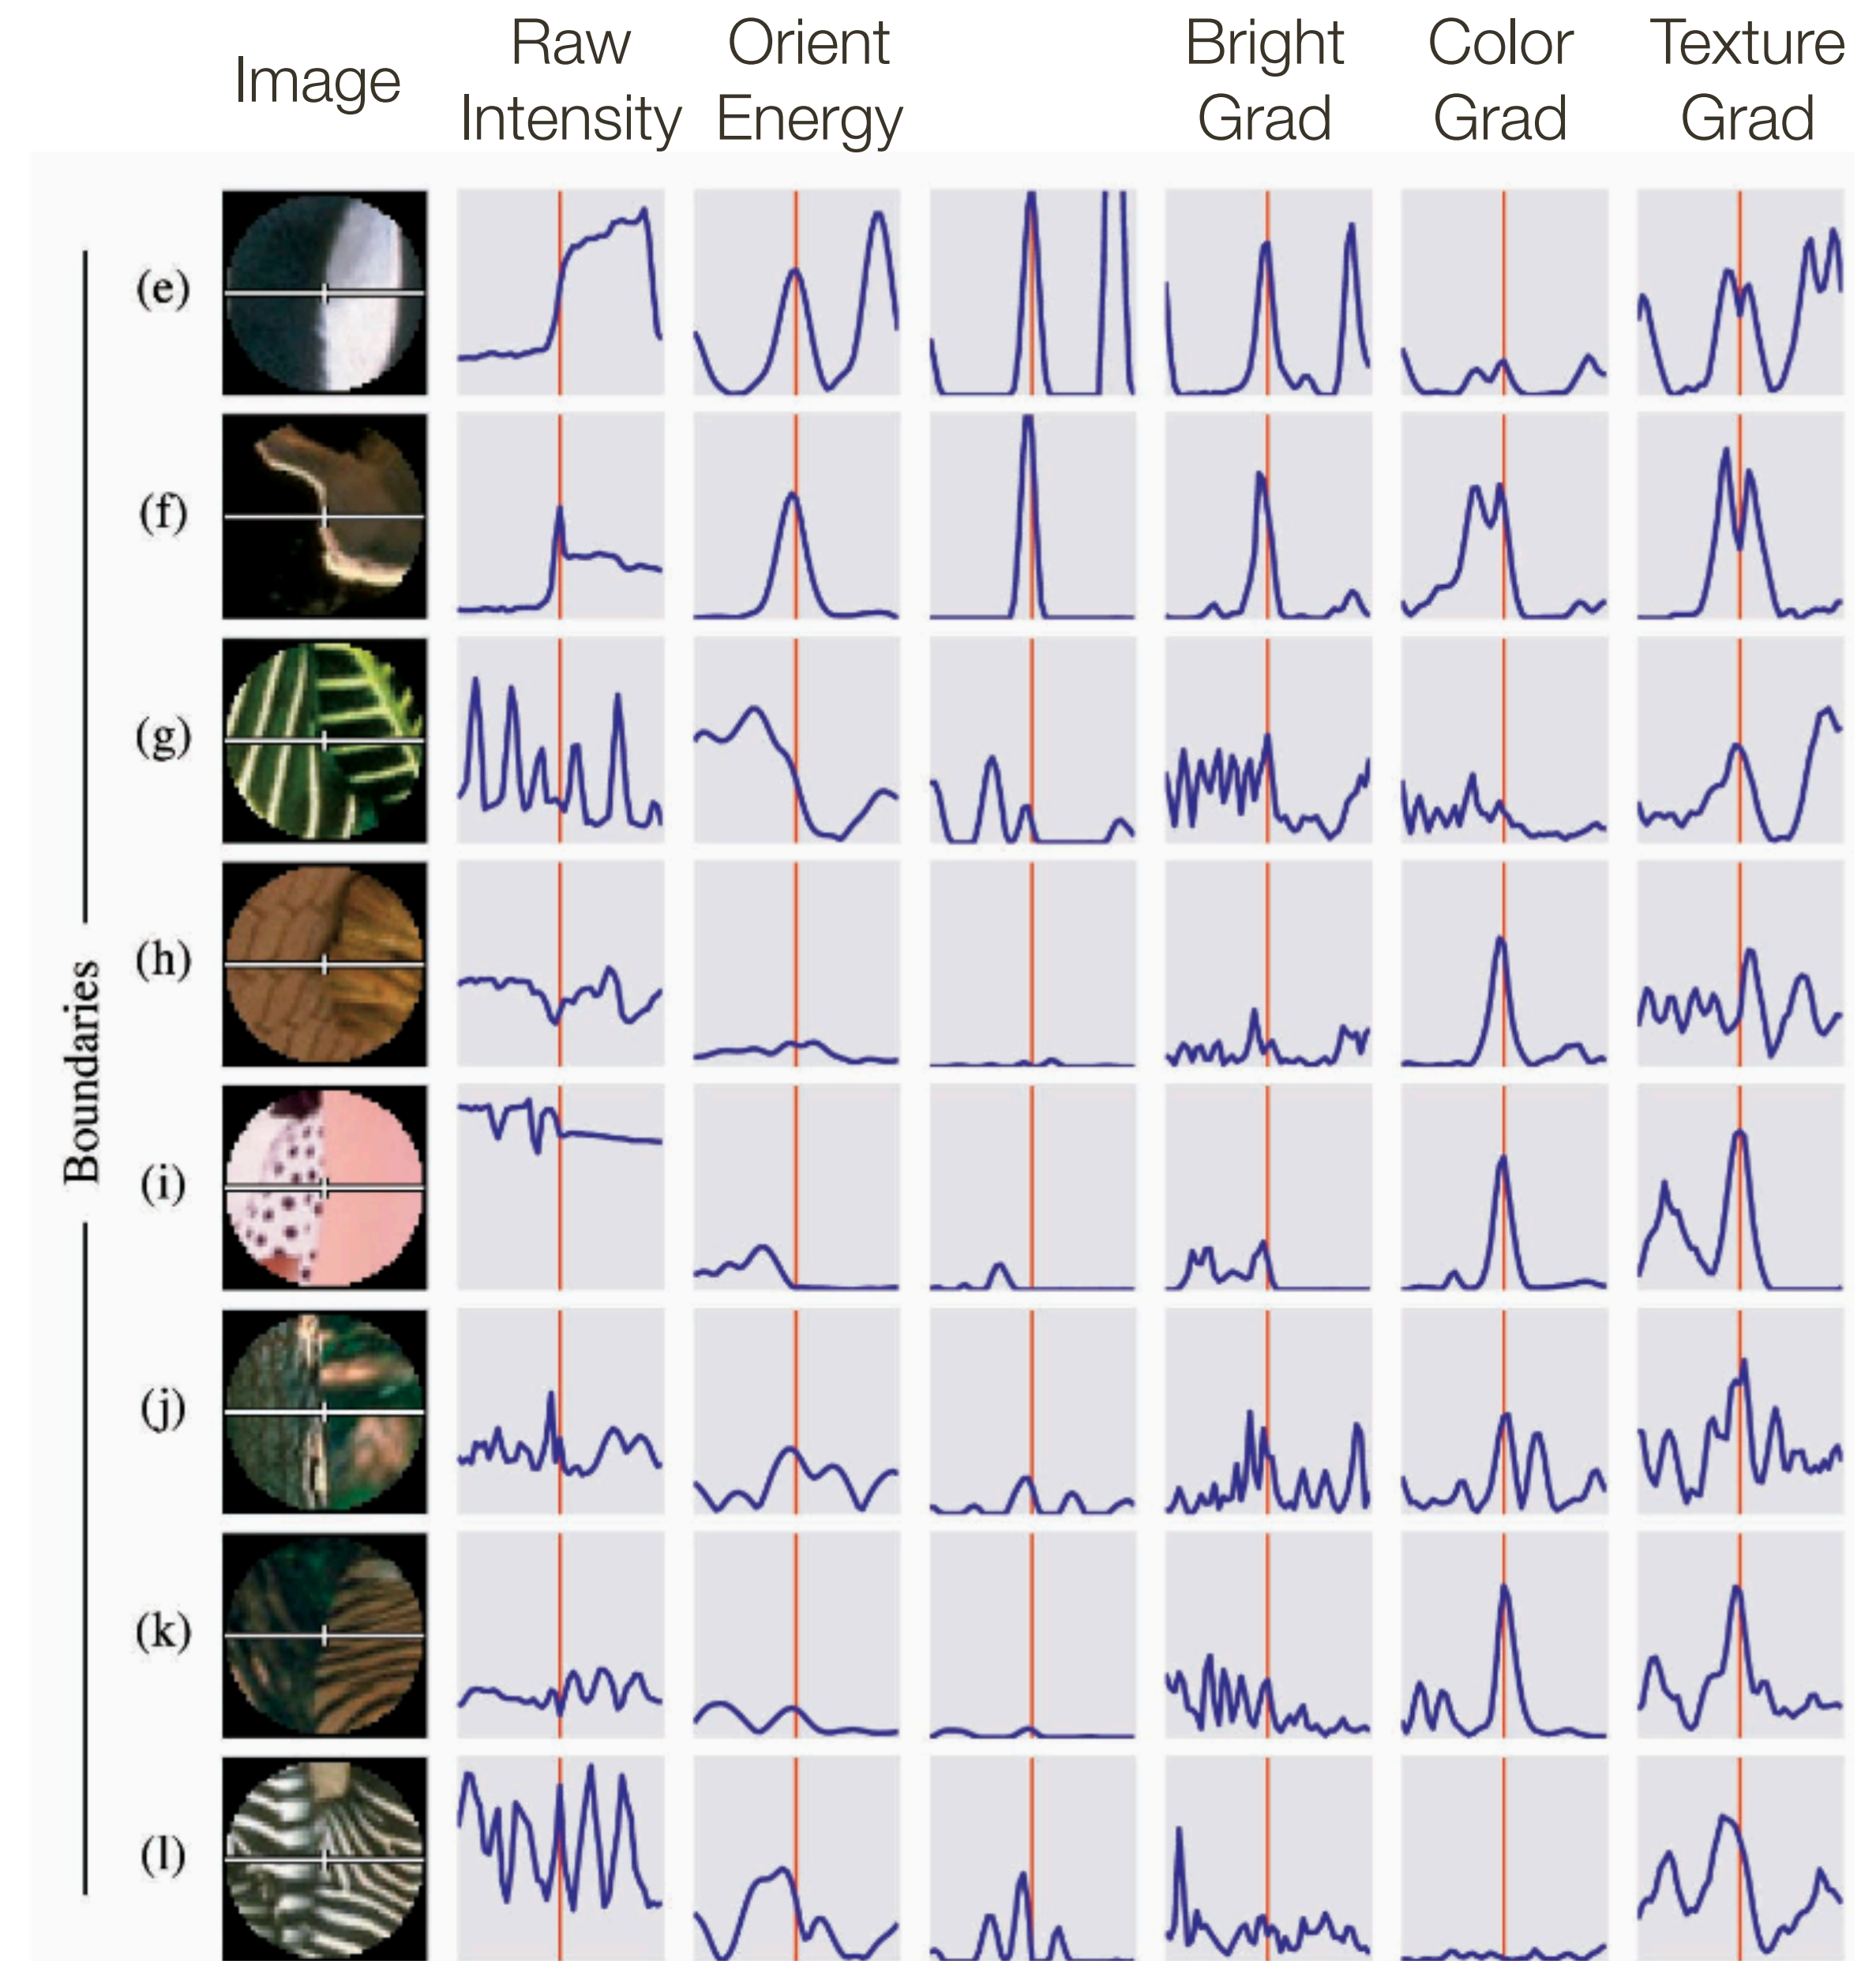 Image
Raw
Intensity
Orient
Energy
Bright
Grad
Color
Grad
Texture
Grad
Boundaries
(e)
(f)
(g)
(h)
(i)
(j)
(k)
(l)